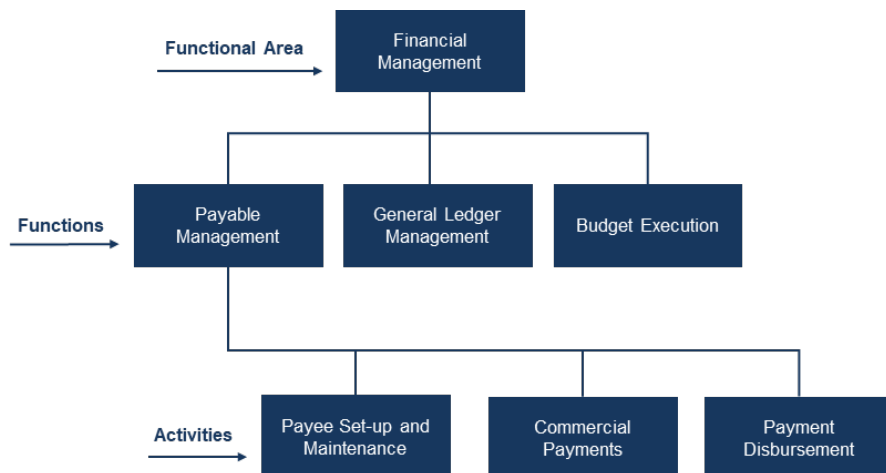 Functional Area
Financial
Management
Functions
Payable
Management
General Ledger
Management
Budget Execution
Activities
Payee Set-up and
Maintenance
Commercial
Payments
Payment
Disbursement